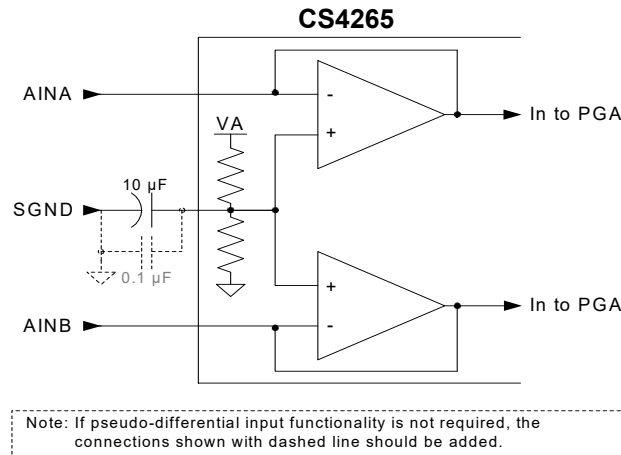 CS4265
AINA
-
+
In to PGA
VA
10 µF
SGND
0.1 µF
+
-
AINB
In to PGA
Note: If pseudo-differential input functionality is not required, the
connections shown with dashed line should be added.